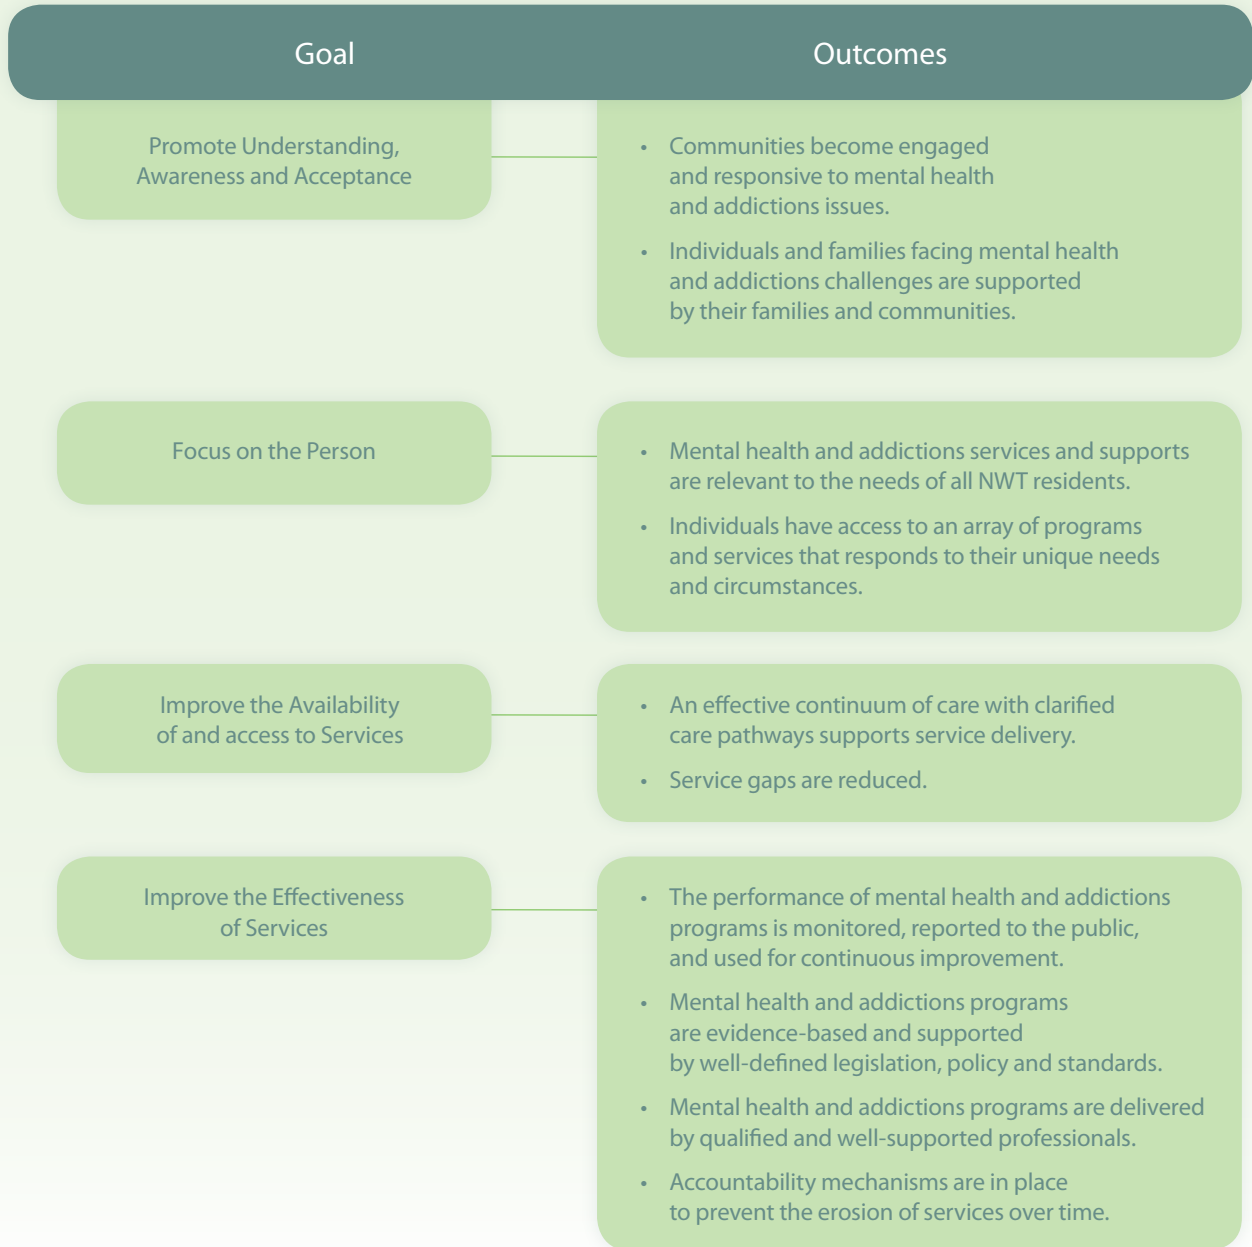 Goal
Outcomes
Promote Understanding,
Awareness and Acceptance
• Communities become engaged
and responsive to mental health
and addictions issues.
• Individuals and families facing mental health
and addictions challenges are supported
by their families and communities.
Focus on the Person
• Mental health and addictions services and supports
are relevant to the needs of all NWT residents.
• Individuals have access to an array of programs
and services that responds to their unique needs
and circumstances.
Improve the Availability
of and access to Services
• An effective continuum of care with clarified
care pathways supports service delivery.
• Service gaps are reduced.
Improve the Effectiveness
of Services
• The performance of mental health and addictions
programs is monitored, reported to the public,
and used for continuous improvement.
• Mental health and addictions programs
are evidence-based and supported
by well-defined legislation, policy and standards.
• Mental health and addictions programs are delivered
by qualified and well-supported professionals.
• Accountability mechanisms are in place
to prevent the erosion of services over time.